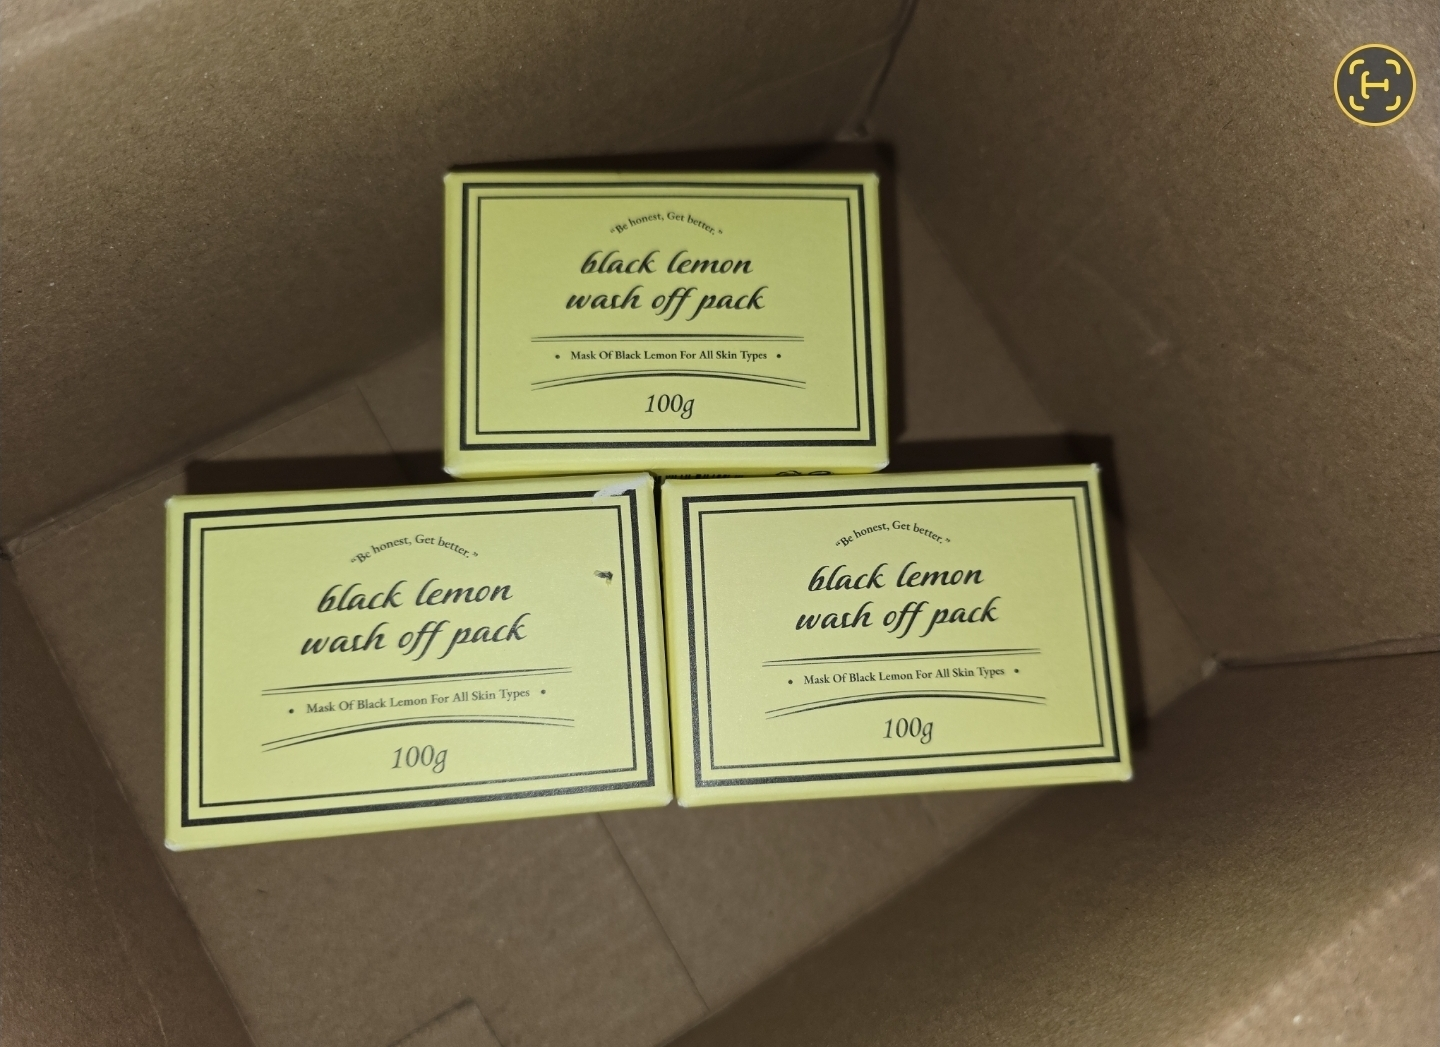 “Be honest, Get better.”
black lemon
wash off pack
• Mask Of Black Lemon For All Skin Types •
100g
“Be honest, Get better.”
black lemon
wash off pack
• Mask Of Black Lemon For All Skin Types •
100g
“Be honest, Get better.”
black lemon
wash off pack
• Mask Of Black Lemon For All Skin Types •
100g